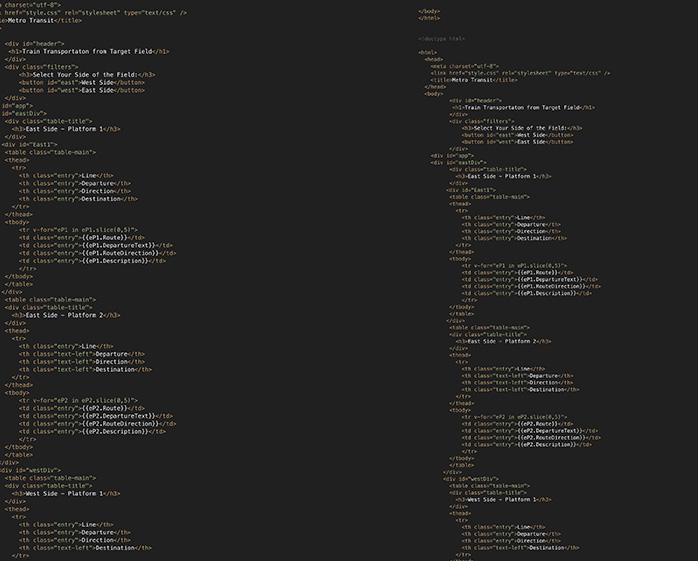 a charset="utf-8">
k href="style.css" rel="stylesheet" type="text/css" />
tle>Metro Transit</title>
>
<div id="header">
<h1>Train Transportaton from Target Field</h1>
</div>
<div class="filters">
<h3>Select Your Side of the Field:</h3>
<button id="east">West Side</button>
<button id="west">East Side</button>
</div>
id="app">
id="eastDiv">
<div class="table-title">
<h3>East Side - Platform 1</h3>
</div>
<div id="East1">
<table class="table-main">
<thead>
<tr>
<th class="entry">Line</th>
<th class="entry">Departure</th>
<th class="entry">Direction</th>
<th class="entry">Destination</th>
</tr>
</thead>
<tbody>
<tr v-for="eP1 in eP1.slice(0,5)">
<td class="entry">{{eP1.Route}}</td>
<td class="entry">{{eP1.DepartureText}}</td>
<td class="entry">{{eP1.RouteDirection}}</td>
<td class="entry">{{eP1.Description}}</td>
</tr>
</tbody>
</table>
</div>
<table class="table-main">
<div class="table-title">
<h3>East Side - Platform 2</h3>
</div>
<thead>
<tr>
<th class="entry">Line</th>
<th class="text-left">Departure</th>
<th class="text-left">Direction</th>
<th class="text-left">Destination</th>
</tr>
</thead>
<tbody>
<tr v-for="eP2 in eP2.slice(0,5)">
<td class="entry">{{eP2.Route}}</td>
<td class="entry">{{eP2.DepartureText}}</td>
<td class="entry">{{eP2.RouteDirection}}</td>
<td class="entry">{{eP2.Description}}</td>
</tr>
</tbody>
</table>
</div>
<div id="westDiv">
<table class="table-main">
<div class="table-title">
<h3>West Side - Platform 1</h3>
</div>
<thead>
<tr>
<th class="entry">Line</th>
<th class="entry">Departure</th>
<th class="entry">Direction</th>
<th class="text-left">Destination</th>
</tr>
</body>
</html>
<!doctype html>
<html>
<head>
<meta charset="utf-8">
<link href="style.css" rel="stylesheet" type="text/css" />
<title>Metro Transit</title>
</head>
<body>
<div id="header">
<h1>Train Transportaton from Target Field</h1>
</div>
<div class="filters">
<h3>Select Your Side of the Field:</h3>
<button id="east">West Side</button>
<button id="west">East Side</button>
</div>
<div id="app">
<div id="eastDiv">
<div class="table-title">
<h3>East Side - Platform 1</h3>
</div>
<div id="East1">
<table class="table-main">
<thead>
<tr>
<th class="entry">Line</th>
<th class="entry">Departure</th>
<th class="entry">Direction</th>
<th class="entry">Destination</th>
</tr>
</thead>
<tbody>
<tr v-for="eP1 in eP1.slice(0,5)">
<td class="entry">{{eP1.Route}}</td>
<td class="entry">{{eP1.DepartureText}}</td>
<td class="entry">{{eP1.RouteDirection}}</td>
<td class="entry">{{eP1.Description}}</td>
</tr>
</tbody>
</table>
</div>
<table class="table-main">
<div class="table-title">
<h3>East Side - Platform 2</h3>
</div>
<thead>
<tr>
<th class="entry">Line</th>
<th class="text-left">Departure</th>
<th class="text-left">Direction</th>
<th class="text-left">Destination</th>
</tr>
</thead>
<tbody>
<tr v-for="eP2 in eP2.slice(0,5)">
<td class="entry">{{eP2.Route}}</td>
<td class="entry">{{eP2.DepartureText}}</td>
<td class="entry">{{eP2.RouteDirection}}</td>
<td class="entry">{{eP2.Description}}</td>
</tr>
</tbody>
</table>
</div>
<div id="westDiv">
<table class="table-main">
<div class="table-title">
<h3>West Side - Platform 1</h3>
</div>
<thead>
<tr>
<th class="entry">Line</th>
<th class="entry">Departure</th>
<th class="entry">Direction</th>
<th class="text-left">Destination</th>
</tr>
</thead>